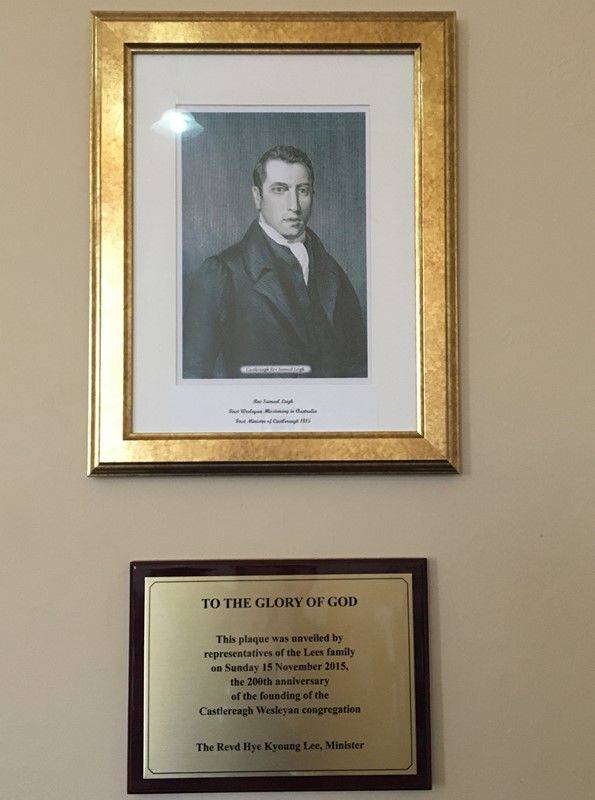 Castlereagh Rev Samuel Leigh
Rev Samuel Leigh
First Wesleyan Missionary in Australia
First Minister of Castlereagh 1815
TO THE GLORY OF GOD
This plaque was unveiled by
representatives of the Lees family
on Sunday 15 November 2015,
the 200th anniversary
of the founding of the
Castlereagh Wesleyan congregation
The Revd Hye Kyoung Lee, Minister